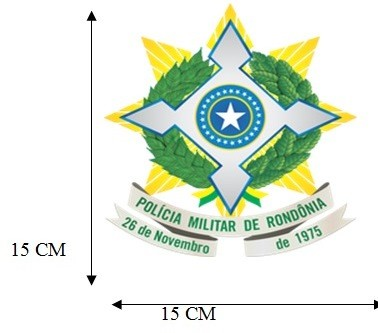 POLÍCIA MILITAR DE RONDÔNIA
26 de Novembro de 1975
15 CM
15 CM